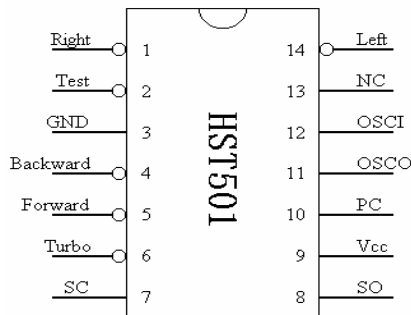 Right 1 14 Left
Test 2 13 NC
GND 3 12 OSCI
Backward 4 11 OSCO
Forward 5 10 PC
Turbo 6 9 Vcc
SC 7 8 SO
HST501